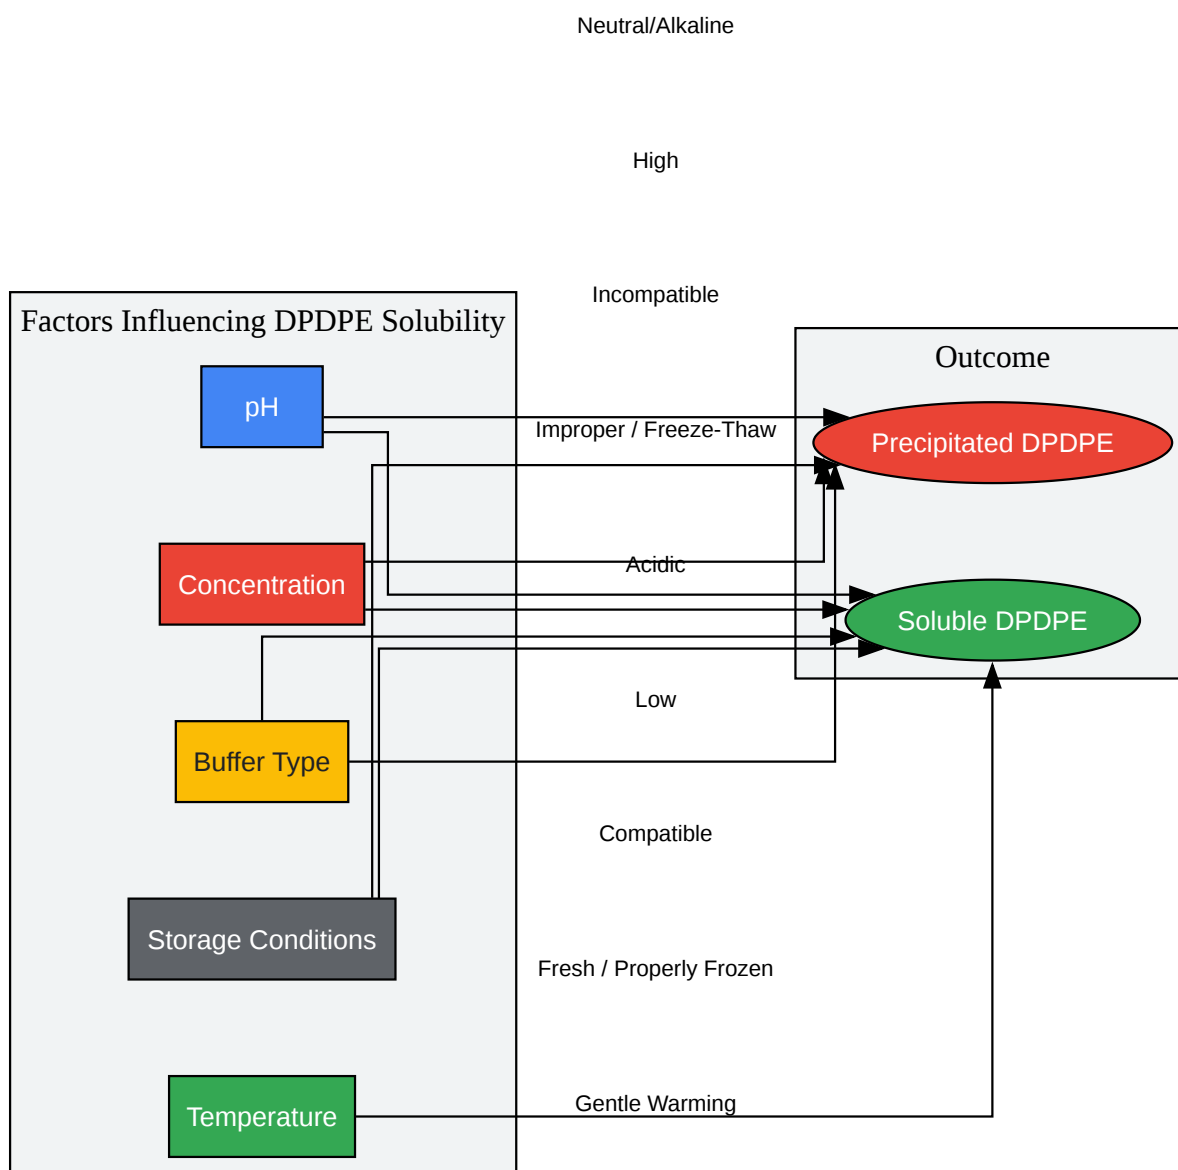 Neutral/Alkaline
High
Incompatible
Factors Influencing DPDPE Solubility
Outcome
pH
Improper / Freeze-Thaw
Precipitated DPDPE
Acidic
Concentration
Soluble DPDPE
Low
Buffer Type
Compatible
Storage Conditions
Fresh / Properly Frozen
Gentle Warming
Temperature